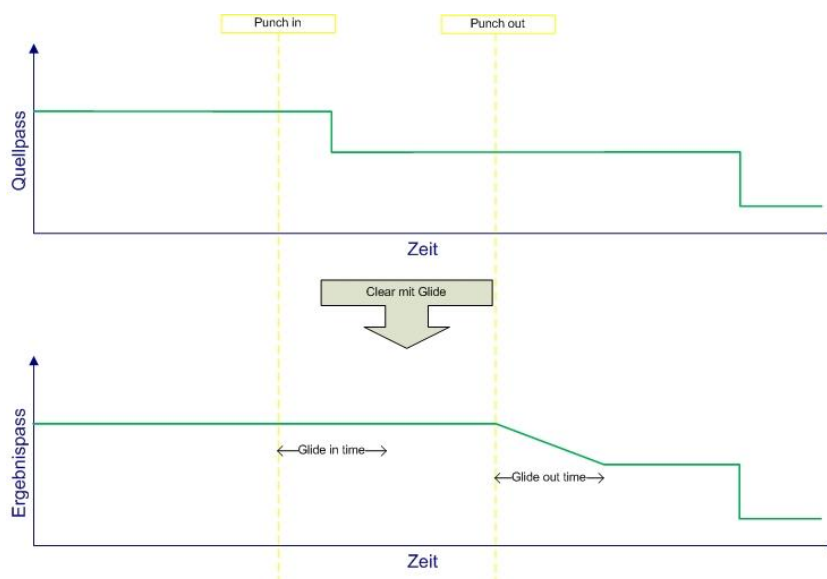 Punch in
Punch out
Quellpass
Zeit
Clear mit Glide
Ergebnispass
Glide in time
Glide out time
Zeit